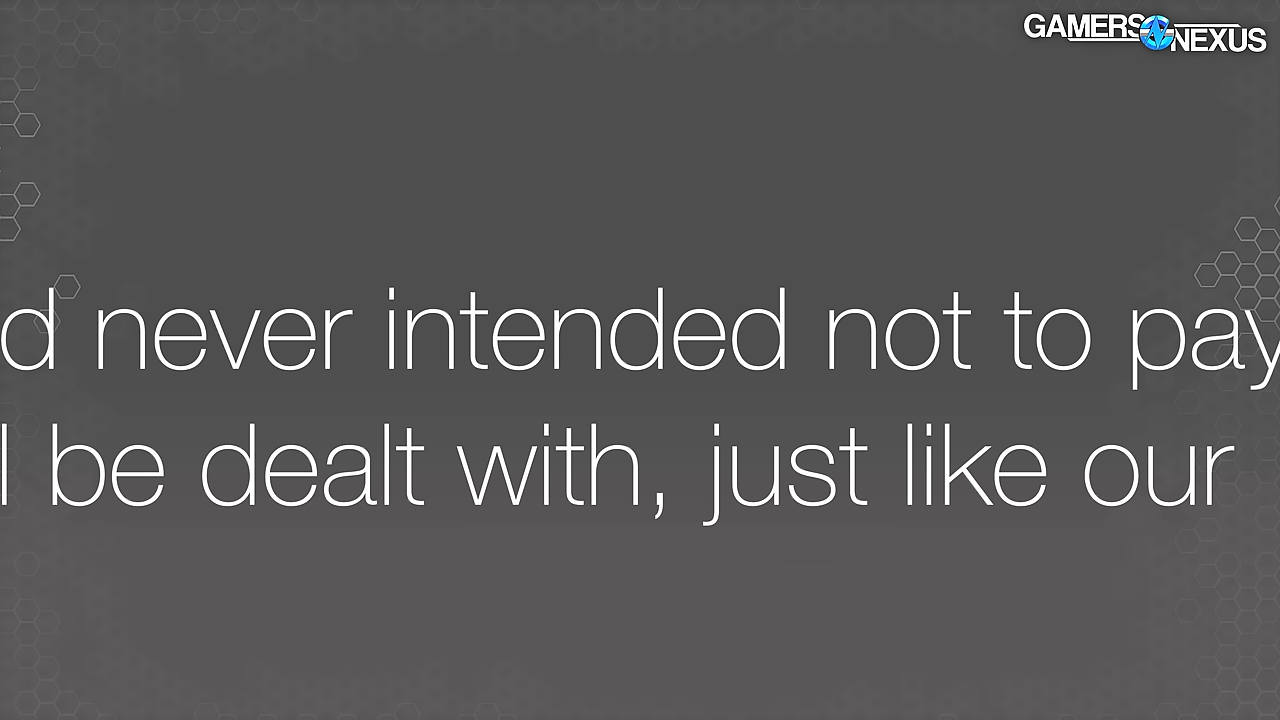 GAMERS NEXUS
d never intended not to pay
l be dealt with, just like our